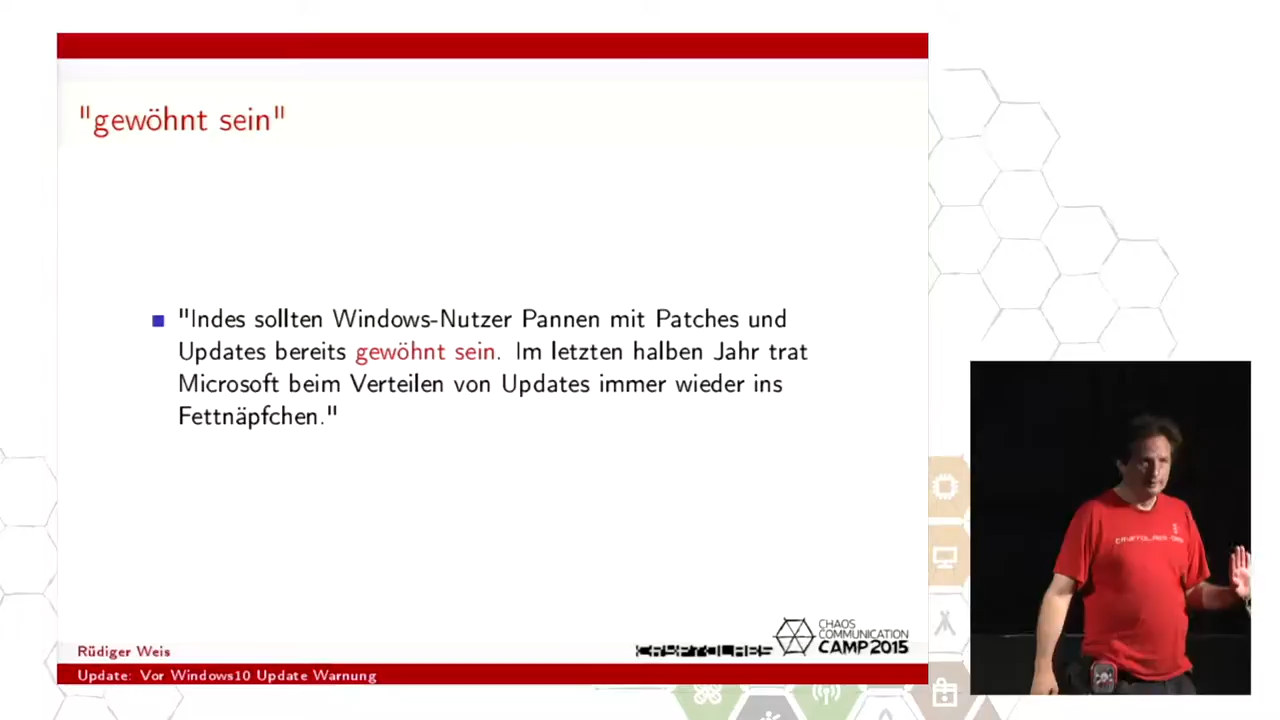 "gewöhnt sein"
"Indes sollten Windows-Nutzer Pannen mit Patches und
Updates bereits gewöhnt sein. Im letzten halben Jahr trat
Microsoft beim Verteilen von Updates immer wieder ins
Fettnäpfchen."
Rüdiger Weis
CRYPTOLABS
CHAOS
COMMUNICATION
CAMP 2015
Update: Vor Windows10 Update Warnung